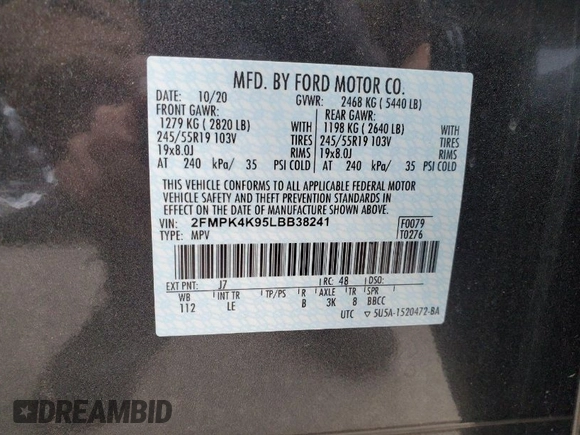 MFD. BY FORD MOTOR CO.
DATE: 10/20 GVWR: 2468 KG ( 5440 LB)
FRONT GAWR: REAR GAWR:
1279 KG ( 2820 LB) WITH 1198 KG ( 2640 LB) WITH
245/55R19 103V TIRES 245/55R19 103V TIRES
19x8.0J RIMS 19x8.0J RIMS
AT 240 kPa/ 35 PSI COLD AT 240 kPa/ 35 PSI COLD
THIS VEHICLE CONFORMS TO ALL APPLICABLE FEDERAL MOTOR
VEHICLE SAFETY AND THEFT PREVENTION STANDARDS IN
EFFECT ON THE DATE OF MANUFACTURE SHOWN ABOVE.
VIN: 2FMPK4K95LBB38241 F0079
TYPE: MPV T0276
EXT PNT: J7 RC: 48 DSO:
WB INT TR TP/PS R AXLE TR SPR
112 LE B 3K 8 BBCC
UTC ▽ 5U5A-1520472-BA
DREAMBID